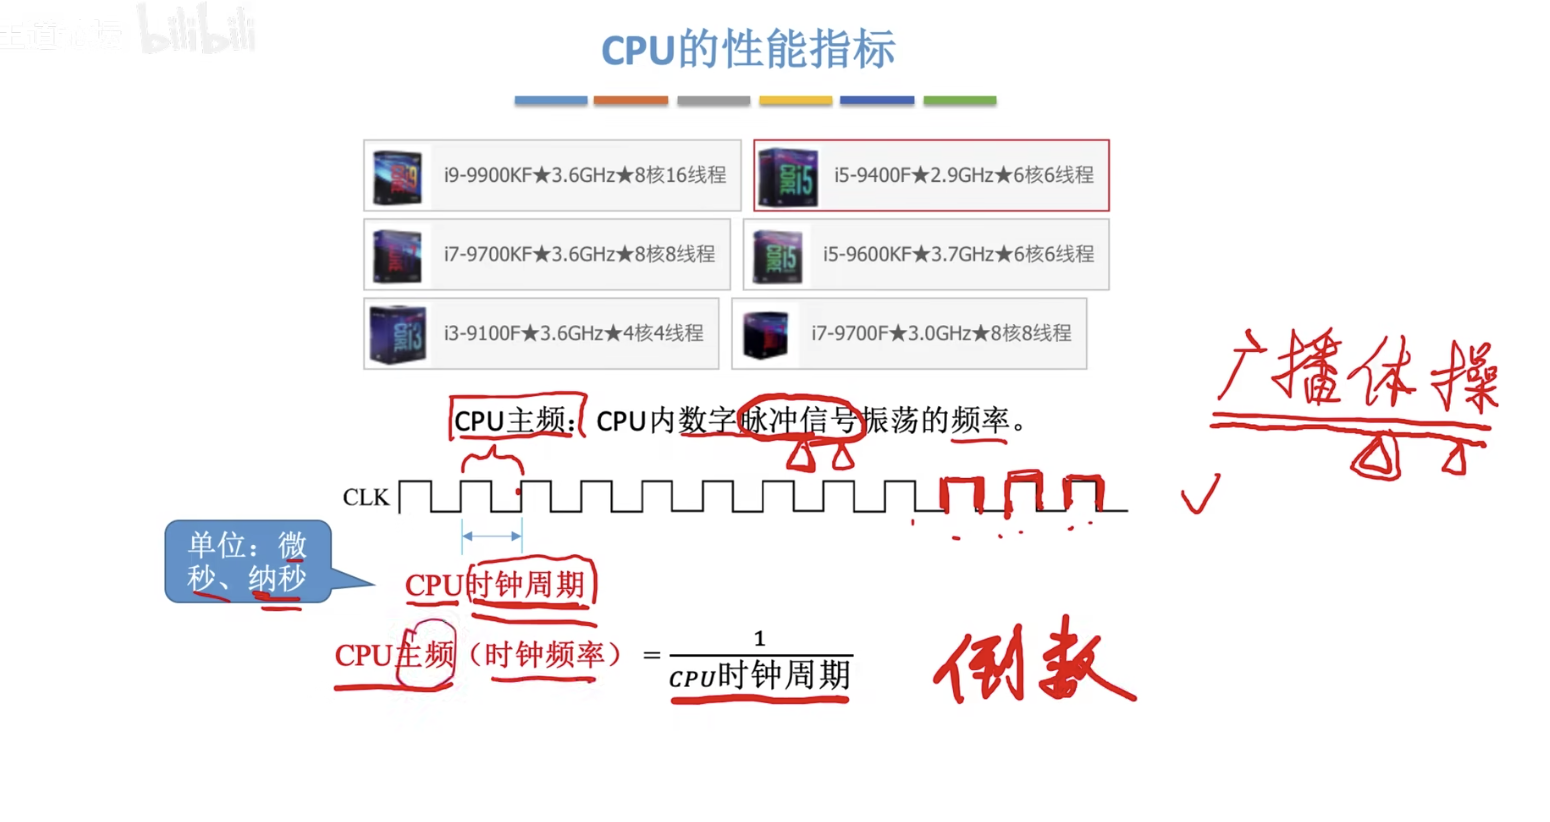 bilibili
CPU的性能指标
i9-9900KF★3.6GHz★8核16线程
i5-9400F★2.9GHz★6核6线程
i7-9700KF★3.6GHz★8核8线程
i5-9600KF★3.7GHz★6核6线程
i3-9100F★3.6GHz★4核4线程
i7-9700F★3.0GHz★8核8线程
广播体操
CPU主频：CPU内数字脉冲信号振荡的频率。
CLK
单位：微
秒、纳秒
CPU时钟周期
CPU主频（时钟频率）= 1
CPU时钟周期
倒数